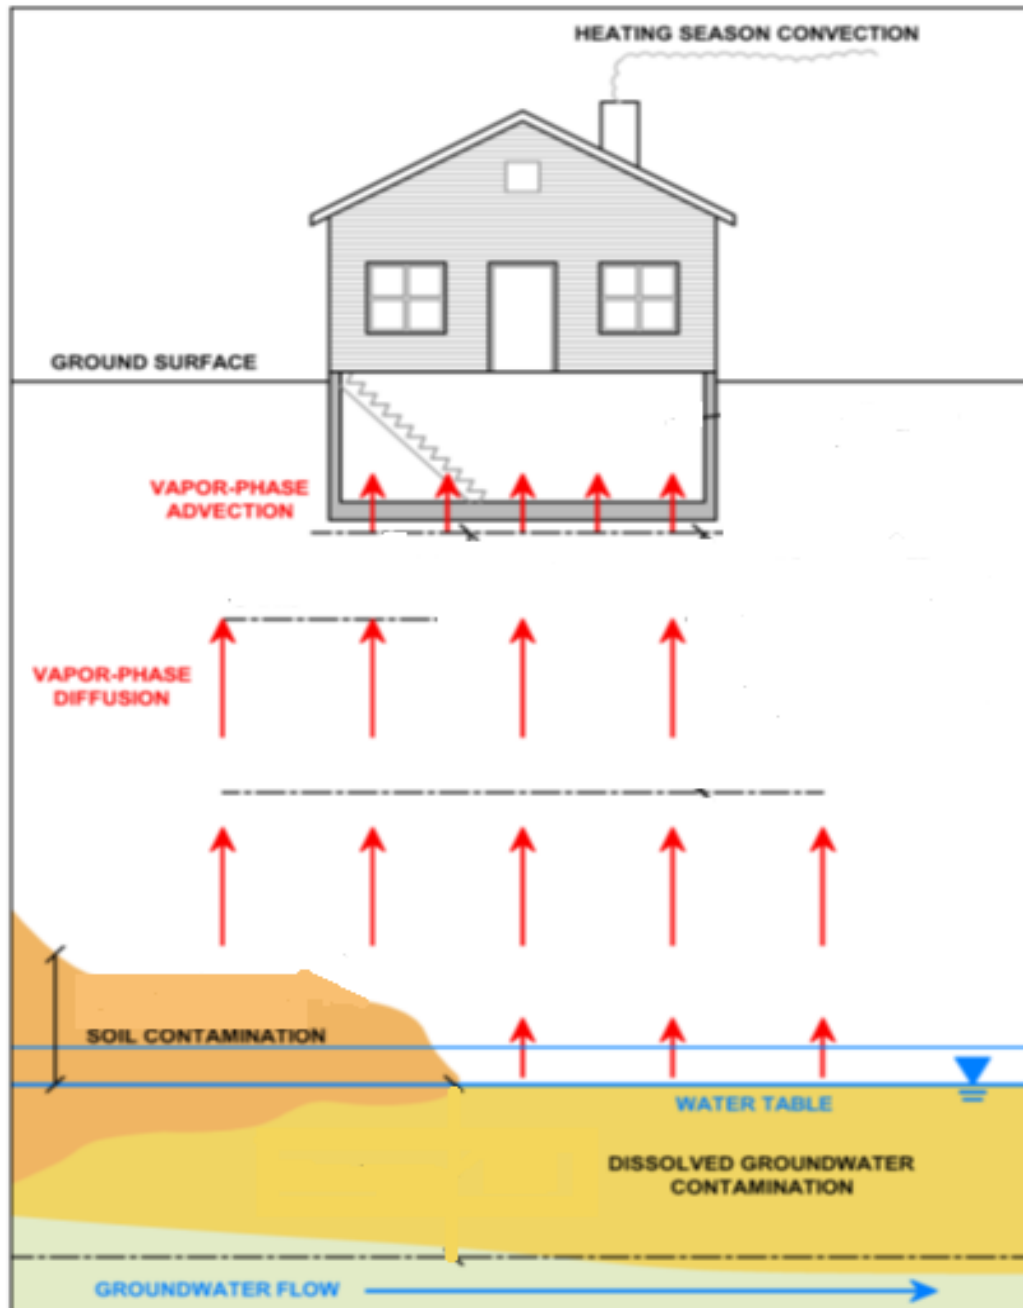 HEATING SEASON CONVECTION
GROUND SURFACE
VAPOR-PHASE
ADVECTION
VAPOR-PHASE
DIFFUSION
SOIL CONTAMINATION
WATER TABLE
DISSOLVED GROUNDWATER
CONTAMINATION
GROUNDWATER FLOW